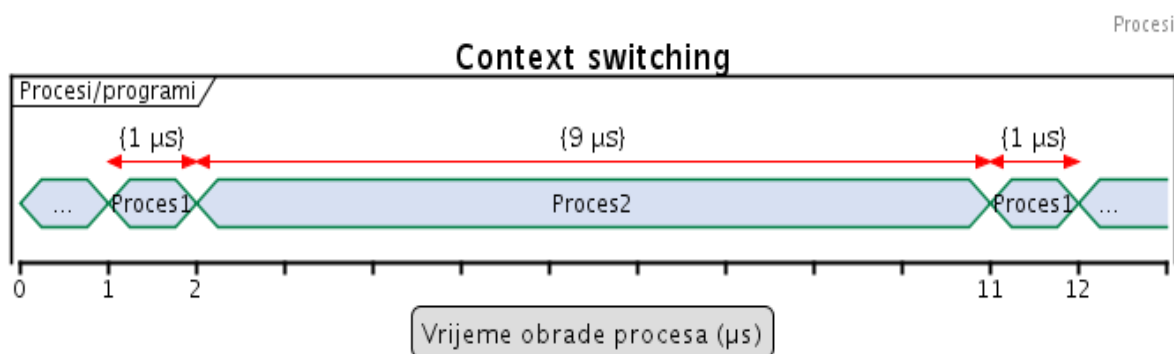 Procesi
Context switching
Procesi/programi
{1 µs} {9 µs} {1 µs}
... Proces1 Proces2 Proces1 ...
0 1 2 11 12
Vrijeme obrade procesa (µs)